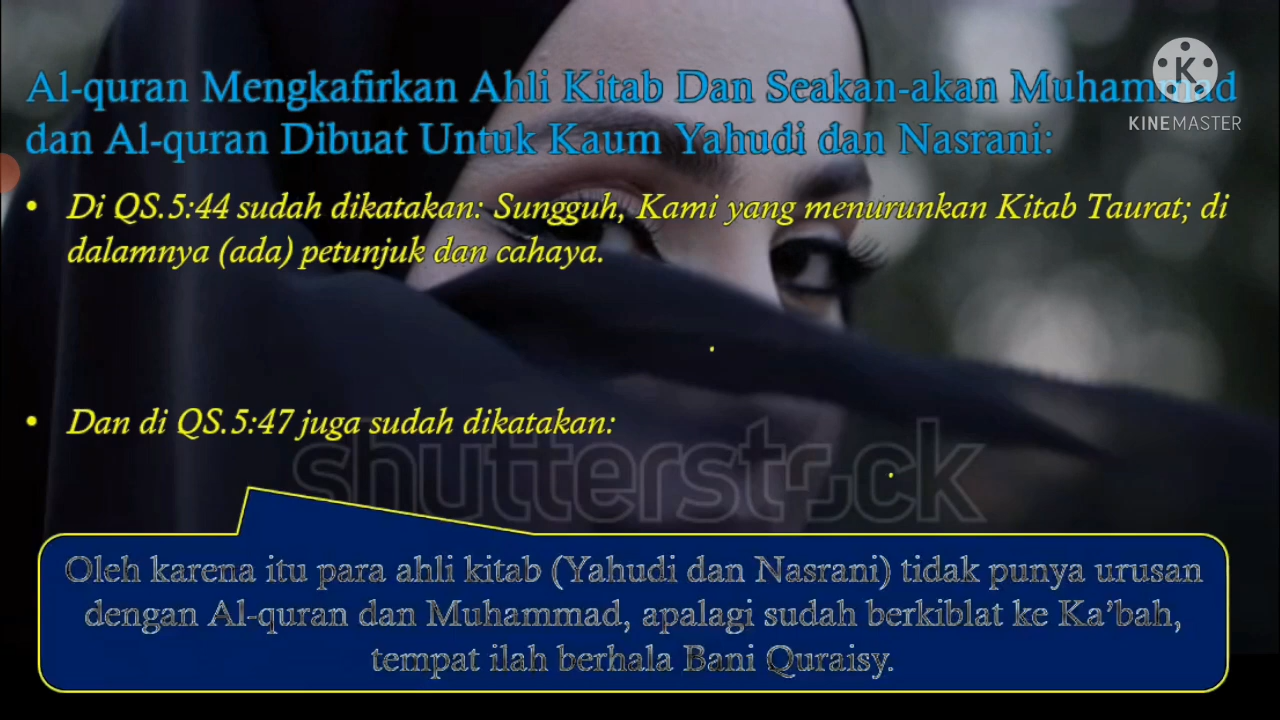 Al-quran Mengkafirkan Ahli Kitab Dan Seakan-akan Muhammad
dan Al-quran Dibuat Untuk Kaum Yahudi dan Nasrani:
K
KINEMASTER
• Di QS.5:44 sudah dikatakan: Sungguh, Kami yang menurunkan Kitab Taurat; di
dalamnya (ada) petunjuk dan cahaya.
• Dan di QS.5:47 juga sudah dikatakan:
shutterstock
Oleh karena itu para ahli kitab (Yahudi dan Nasrani) tidak punya urusan
dengan Al-quran dan Muhammad, apalagi sudah berkiblat ke Ka’bah,
tempat ilah berhala Bani Quraisy.